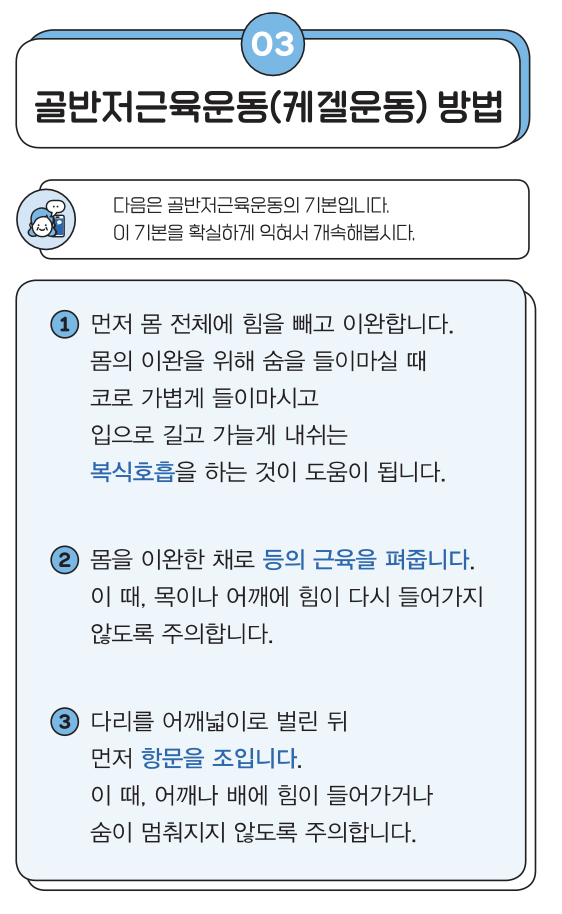 03
골반저근육운동(케겔운동) 방법
다음은 골반저근육운동의 기본입니다.
이 기본을 확실하게 익혀서 개속해봅시다.
1 먼저 몸 전체에 힘을 빼고 이완합니다.
몸의 이완을 위해 숨을 들이마실 때
코로 가볍게 들이마시고
입으로 길고 가늘게 내쉬는
복식호흡을 하는 것이 도움이 됩니다.
2 몸을 이완한 채로 등의 근육을 펴줍니다.
이 때, 목이나 어깨에 힘이 다시 들어가지
않도록 주의합니다.
3 다리를 어깨넓이로 벌린 뒤
먼저 항문을 조입니다.
이 때, 어깨나 배에 힘이 들어가거나
숨이 멈춰지지 않도록 주의합니다.